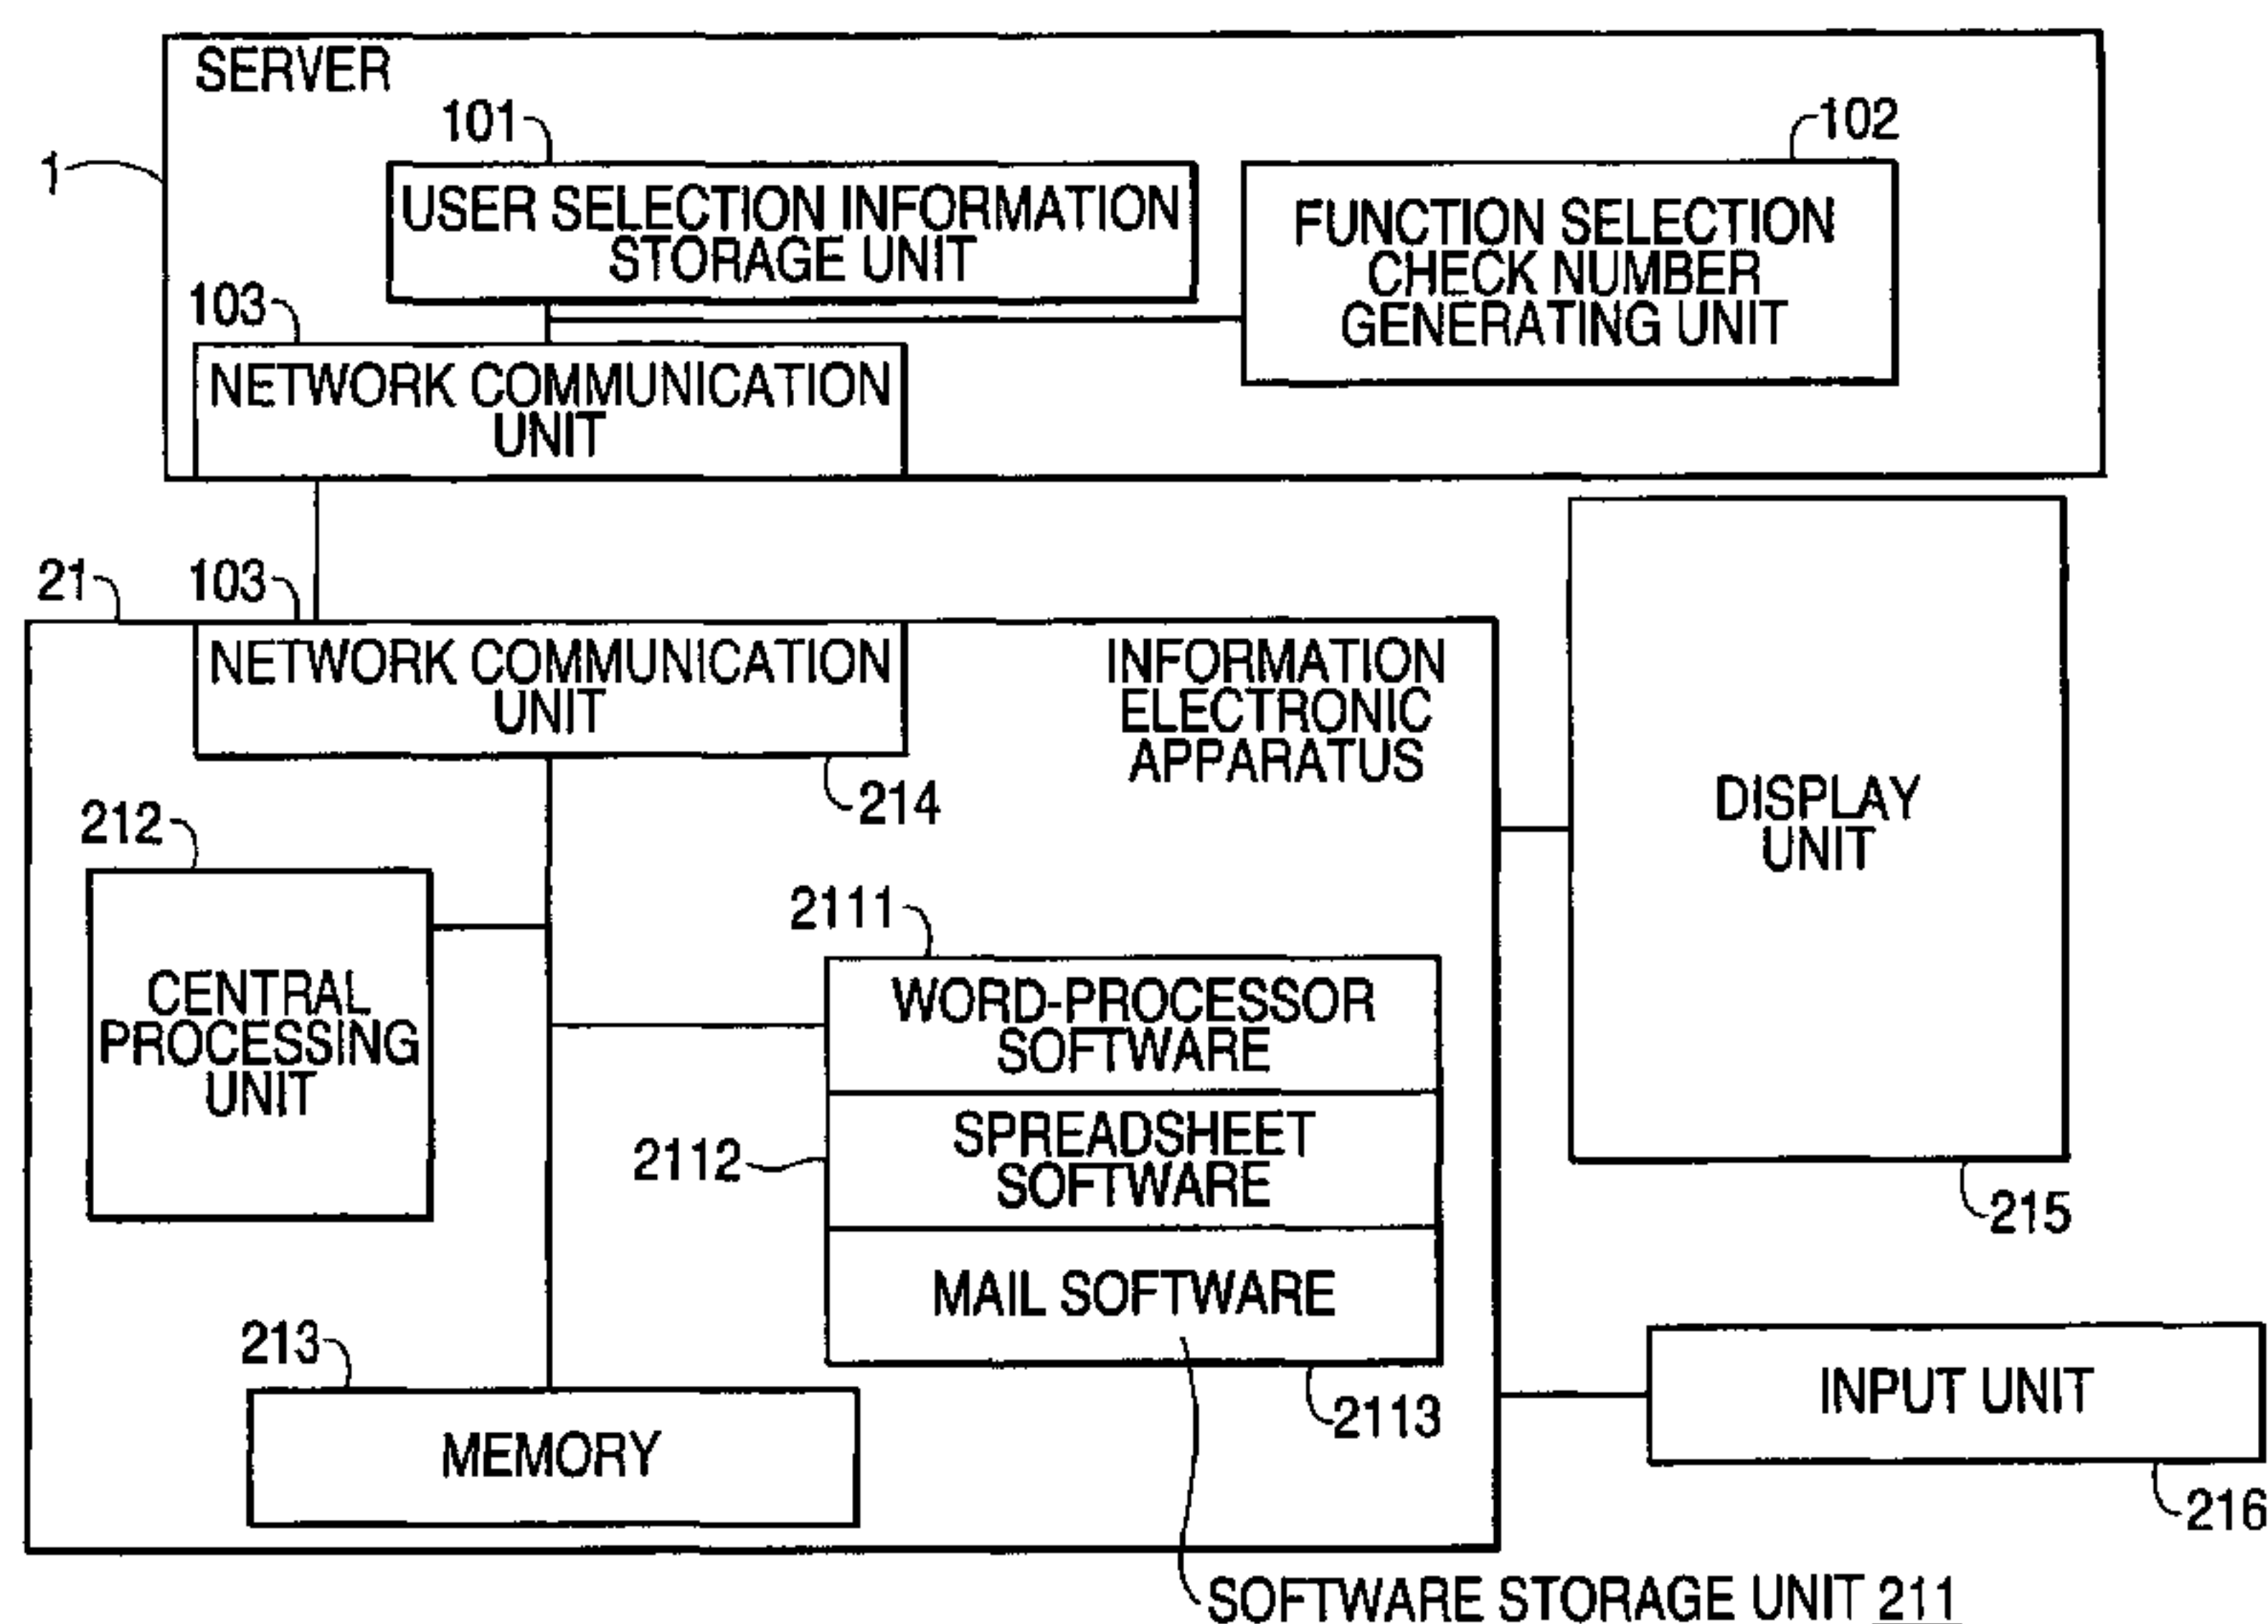 SERVER
101
102
1
USER SELECTION INFORMATION
STORAGE UNIT
FUNCTION SELECTION
CHECK NUMBER
GENERATING UNIT
103
NETWORK COMMUNICATION
UNIT
21
103
NETWORK COMMUNICATION
UNIT
INFORMATION
ELECTRONIC
APPARATUS
214
DISPLAY
UNIT
215
212
CENTRAL
PROCESSING
UNIT
2111
WORD-PROCESSOR
SOFTWARE
2112
SPREADSHEET
SOFTWARE
MAIL SOFTWARE
2113
213
MEMORY
INPUT UNIT
216
SOFTWARE STORAGE UNIT 211